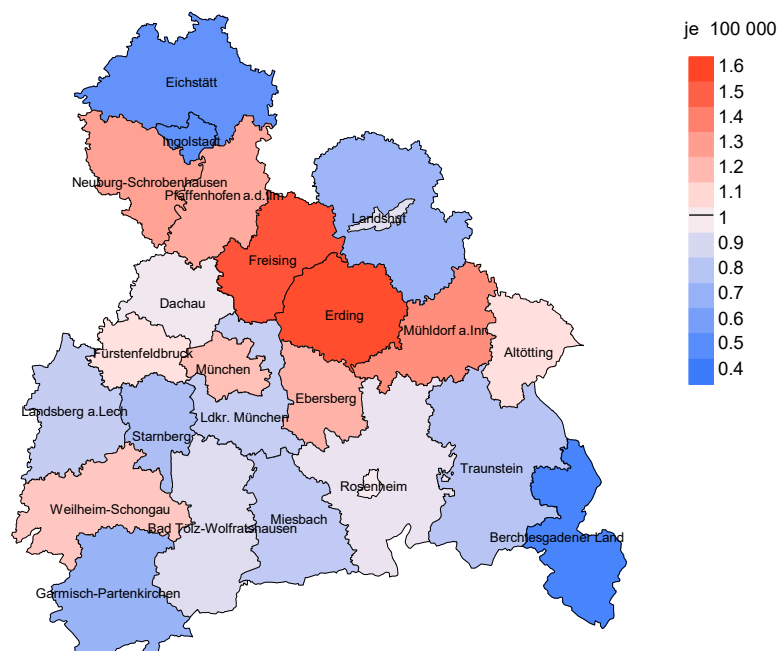 je 100 000
1.6
1.5
1.4
1.3
1.2
1.1
1
0.9
0.8
0.7
0.6
0.5
0.4
Eichstätt
Ingolstadt
Neuburg-Schrobenhausen
Pfaffenhofen a.d.Ilm
Landshut
Freising
Dachau
Erding
Mühldorf a.Inn
Fürstenfeldbruck
Altötting
München
Ebersberg
Landsberg a.Lech
Ldkr. München
Starnberg
Traunstein
Rosenheim
Weilheim-Schongau
Miesbach
Bad Tölz-Wolfratshausen
Berchtesgadener Land
Garmisch-Partenkirchen